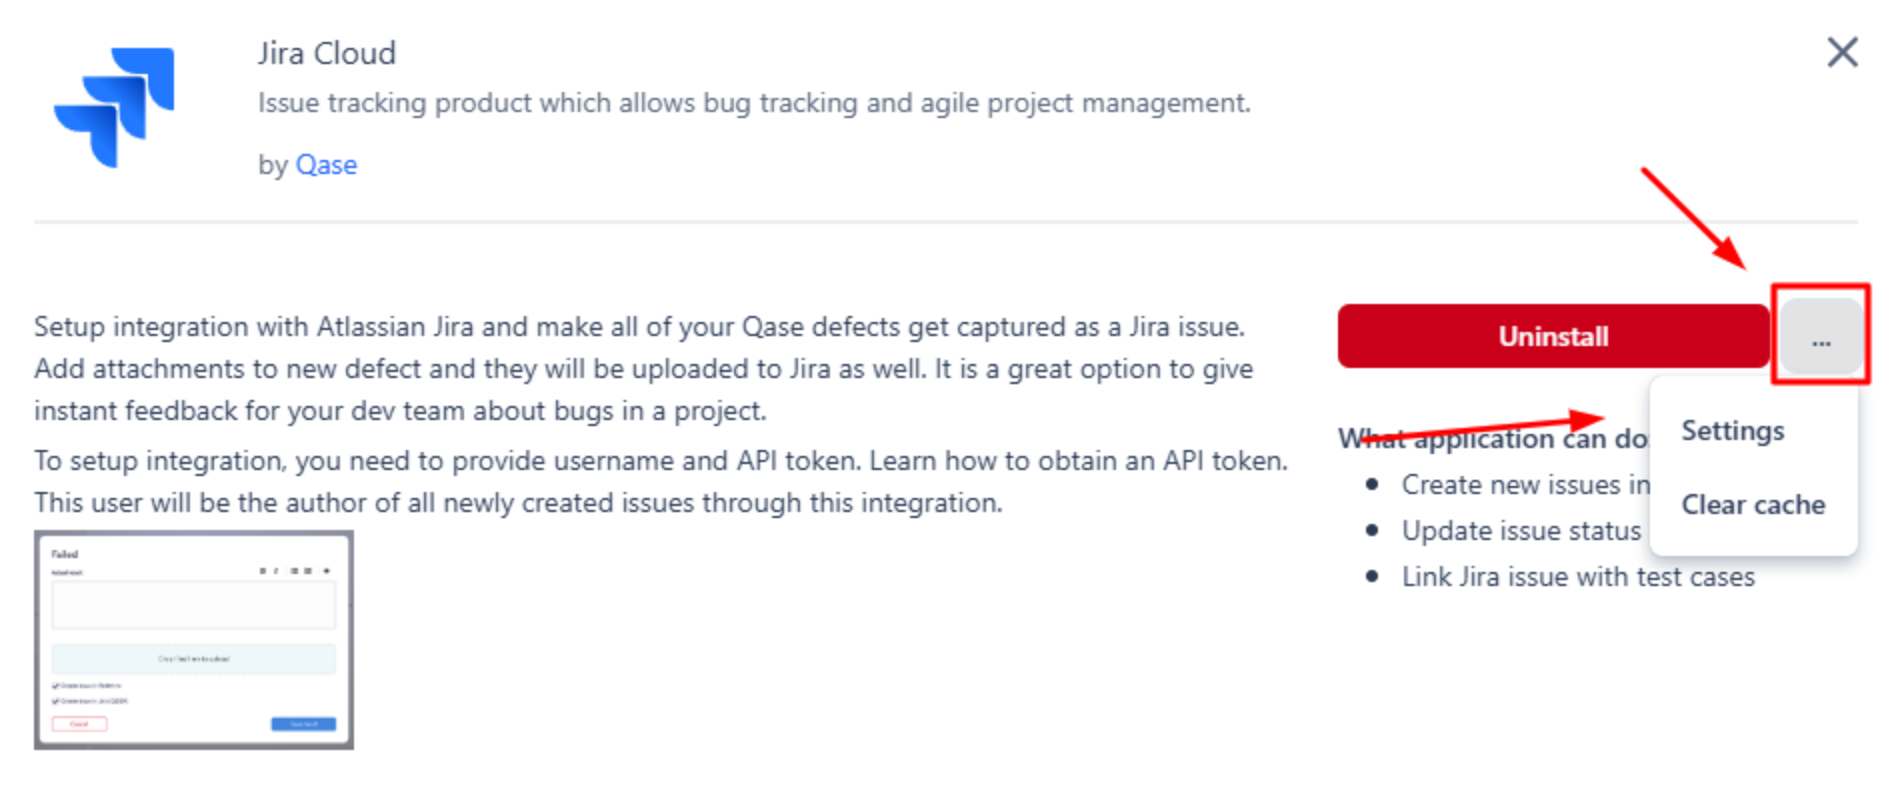 Jira Cloud
Issue tracking product which allows bug tracking and agile project management.
by Qase
Setup integration with Atlassian Jira and make all of your Qase defects get captured as a Jira issue.
Add attachments to new defect and they will be uploaded to Jira as well. It is a great option to give
instant feedback for your dev team about bugs in a project.
To setup integration, you need to provide username and API token. Learn how to obtain an API token.
This user will be the author of all newly created issues through this integration.
Failed
Cancel
Uninstall
...
Settings
Clear cache
What application can do
Create new issues in
Update issue status
Link Jira issue with test cases